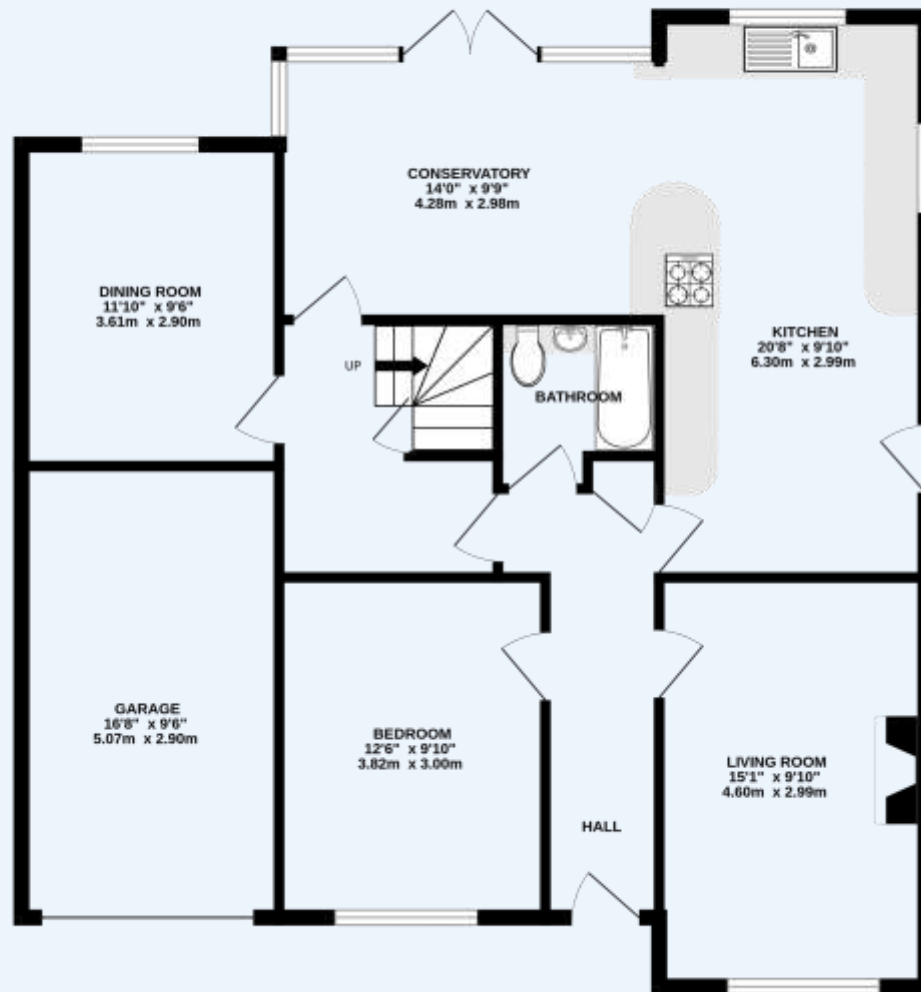 CONSERVATORY
14'0" x 9'9"
4.28m x 2.98m
DINING ROOM
11'10" x 9'6"
3.61m x 2.90m
KITCHEN
20'8" x 9'10"
6.30m x 2.99m
UP
BATHROOM
GARAGE
16'8" x 9'6"
5.07m x 2.90m
BEDROOM
12'6" x 9'10"
3.82m x 3.00m
LIVING ROOM
15'1" x 9'10"
4.60m x 2.99m
HALL